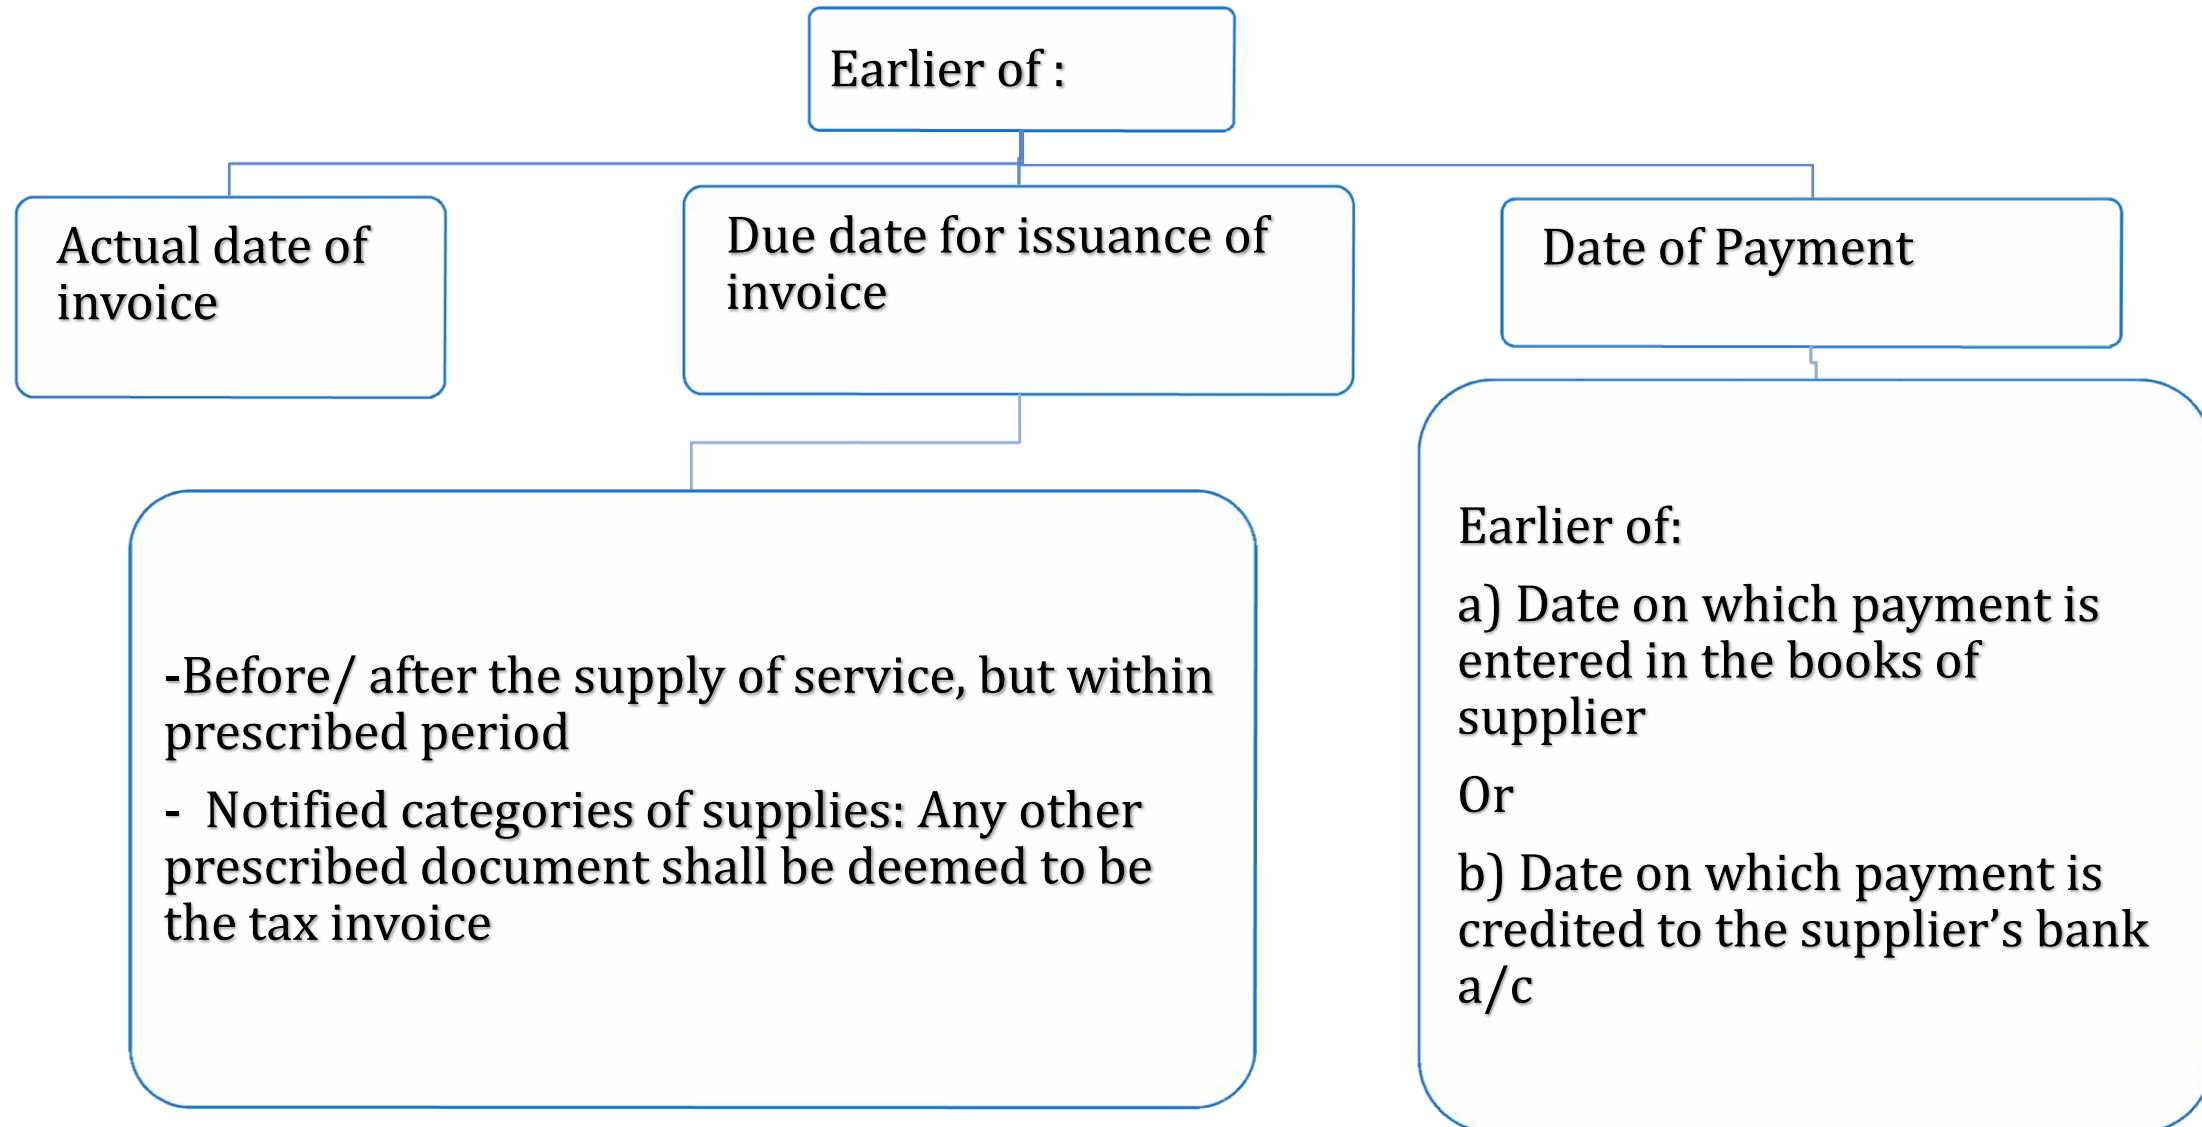 Earlier of :
Actual date of
invoice
Due date for issuance of
invoice
Date of Payment
-Before/ after the supply of service, but within
prescribed period
- Notified categories of supplies: Any other
prescribed document shall be deemed to be
the tax invoice
Earlier of:
a) Date on which payment is
entered in the books of
supplier
Or
b) Date on which payment is
credited to the supplier’s bank
a/c